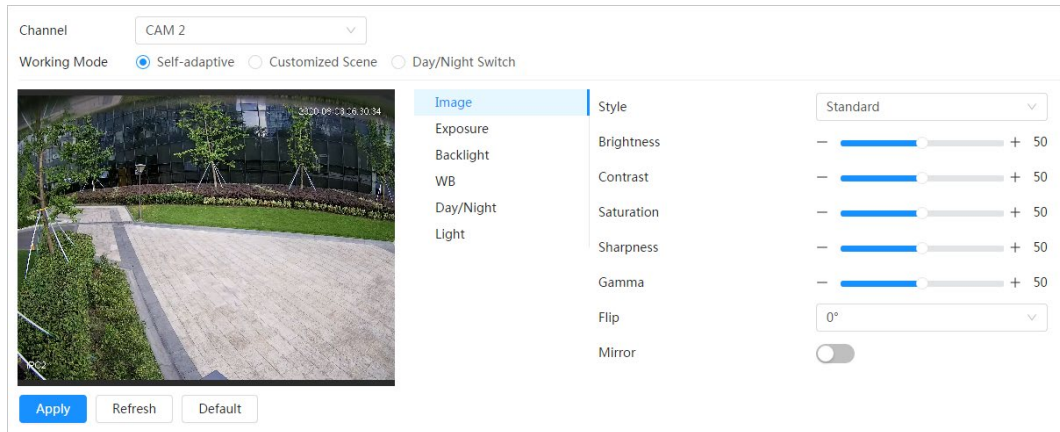 Channel CAM 2
Working Mode Self-adaptive Customized Scene Day/Night Switch
Image
Exposure
Backlight
WB
Day/Night
Light
Style Standard
Brightness − + 50
Contrast − + 50
Saturation − + 50
Sharpness − + 50
Gamma − + 50
Flip 0°
Mirror
IPC2
Apply Refresh Default